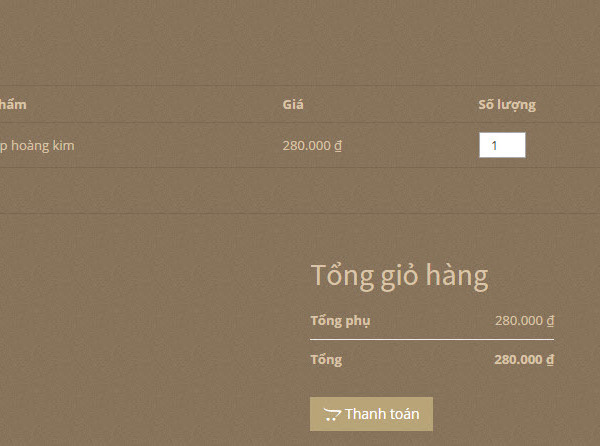 hẩm Giá Số lượng
p hoàng kim 280.000 ₫ 1
Tổng giỏ hàng
Tổng phụ 280.000 ₫
Tổng 280.000 ₫
Thanh toán